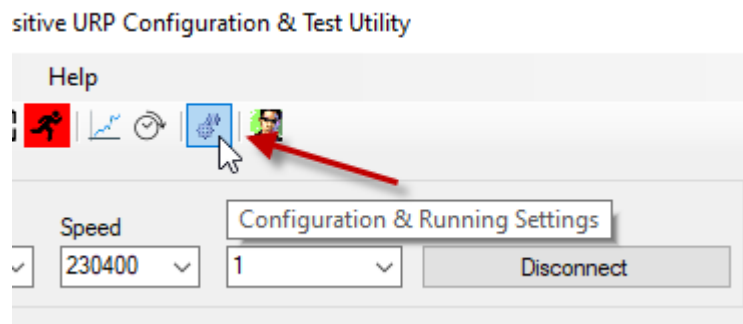 sitive URP Configuration & Test Utility
Help
Speed
Configuration & Running Settings
230400
1
Disconnect